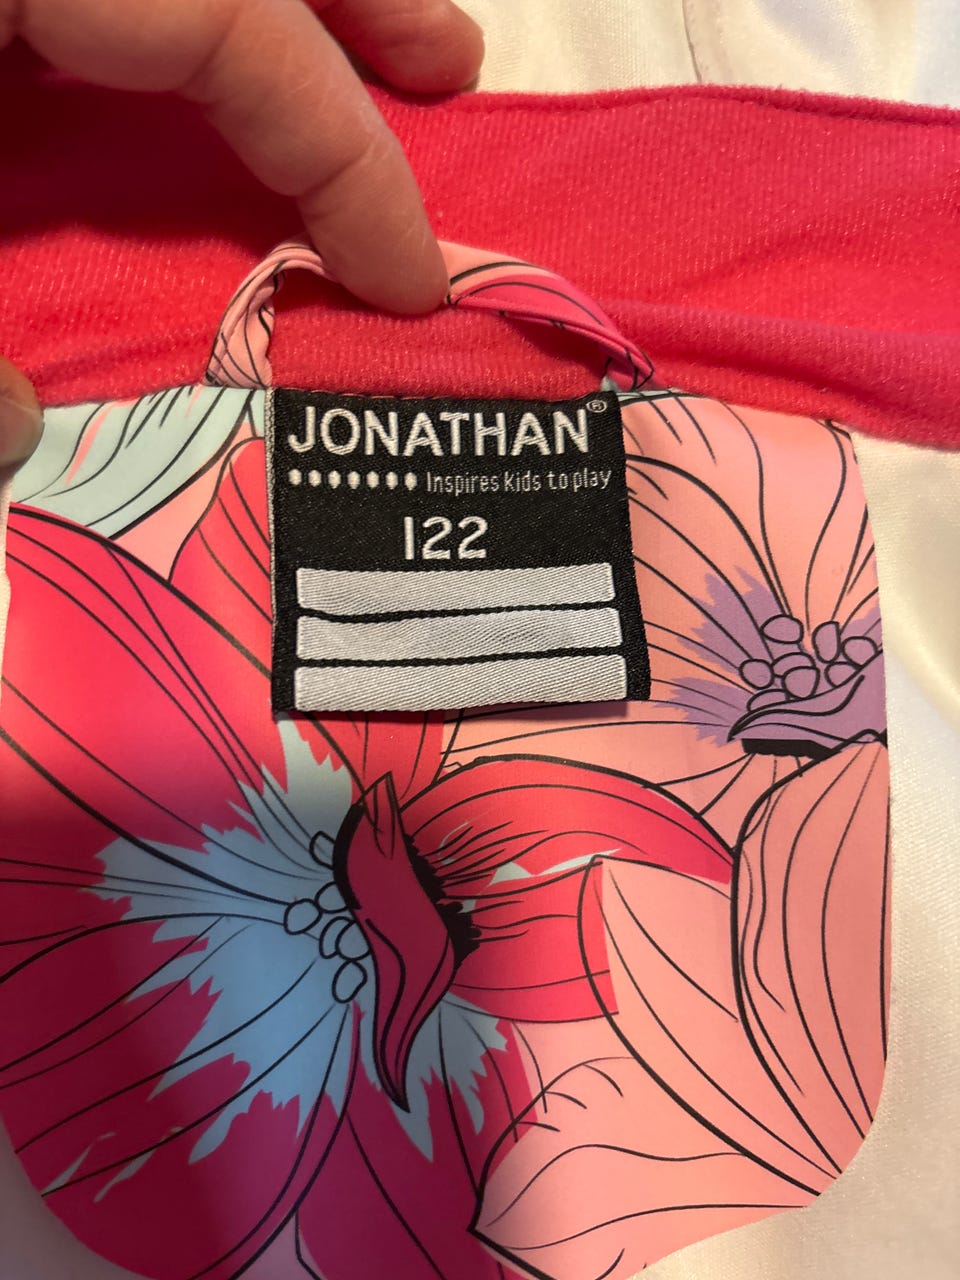 JONATHAN®
Inspires kids to play
122